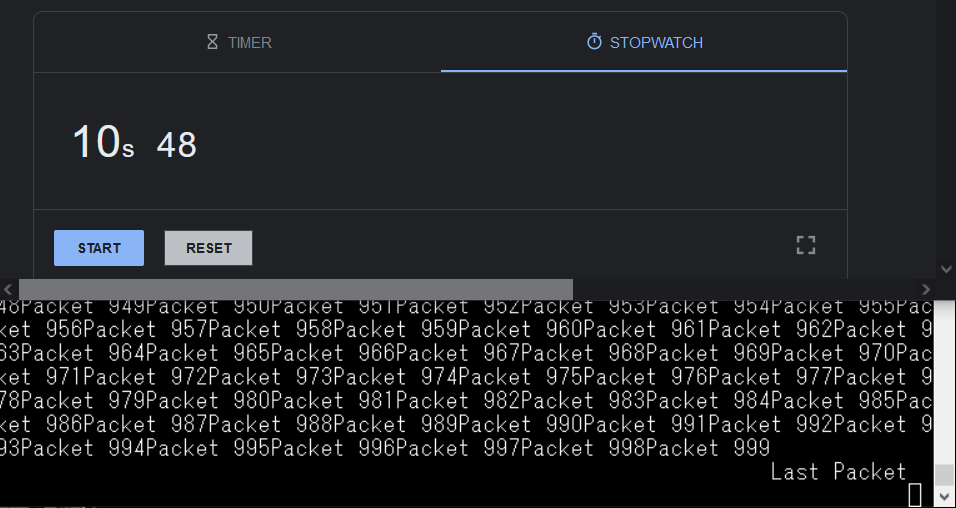 TIMER
STOPWATCH
10s 48
START
RESET
48Packet 949Packet 950Packet 951Packet 952Packet 953Packet 954Packet 955Pac
ket 956Packet 957Packet 958Packet 959Packet 960Packet 961Packet 962Packet 9
63Packet 964Packet 965Packet 966Packet 967Packet 968Packet 969Packet 970Pac
ket 971Packet 972Packet 973Packet 974Packet 975Packet 976Packet 977Packet 9
78Packet 979Packet 980Packet 981Packet 982Packet 983Packet 984Packet 985Pac
ket 986Packet 987Packet 988Packet 989Packet 990Packet 991Packet 992Packet 9
93Packet 994Packet 995Packet 996Packet 997Packet 998Packet 999
Last Packet